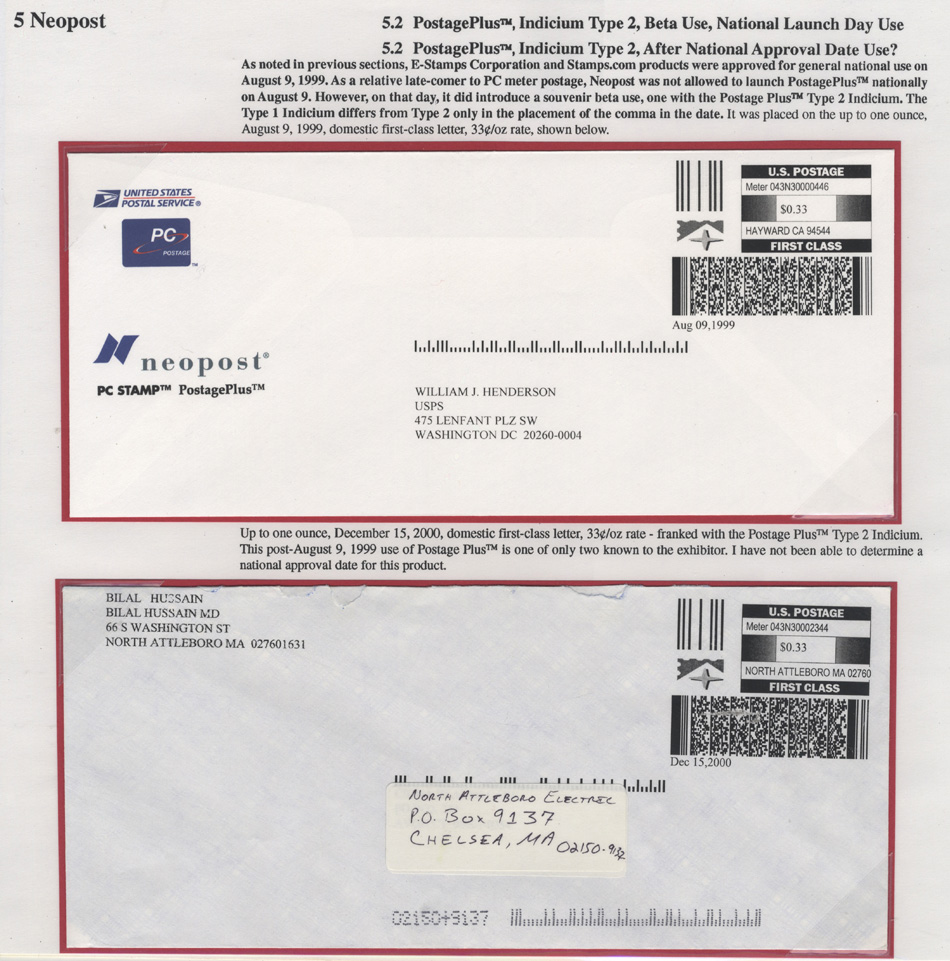 5 Neopost
5.2 PostagePlus™, Indicium Type 2, Beta Use, National Launch Day Use
5.2 PostagePlus™, Indicium Type 2, After National Approval Date Use?
As noted in previous sections, E-Stamps Corporation and Stamps.com products were approved for general national use on
August 9, 1999. As a relative late-comer to PC meter postage, Neopost was not allowed to launch PostagePlus™ nationally
on August 9. However, on that day, it did introduce a souvenir beta use, one with the Postage Plus™ Type 2 Indicium. The
Type 1 Indicium differs from Type 2 only in the placement of the comma in the date. It was placed on the up to one ounce,
August 9, 1999, domestic first-class letter, 33¢/oz rate, shown below.
UNITED STATES
POSTAL SERVICE®
PC
POSTAGE™
neopost®
PC STAMP™ PostagePlus™
U.S. POSTAGE
Meter 043N30000446
$0.33
HAYWARD CA 94544
FIRST CLASS
Aug 09,1999
WILLIAM J. HENDERSON
USPS
475 LENFANT PLZ SW
WASHINGTON DC 20260-0004
Up to one ounce, December 15, 2000, domestic first-class letter, 33¢/oz rate - franked with the Postage Plus™ Type 2 Indicium.
This post-August 9, 1999 use of Postage Plus™ is one of only two known to the exhibitor. I have not been able to determine a
national approval date for this product.
BILAL HUSSAIN
BILAL HUSSAIN MD
66 S WASHINGTON ST
NORTH ATTLEBORO MA 027601631
U.S. POSTAGE
Meter 043N30002344
$0.33
NORTH ATTLEBORO MA 02760
FIRST CLASS
Dec 15,2000
NORTH ATTLEBORO ELECTRIC
P.O. BOX 9137
CHELSEA, MA 02150-9137
02150+9137